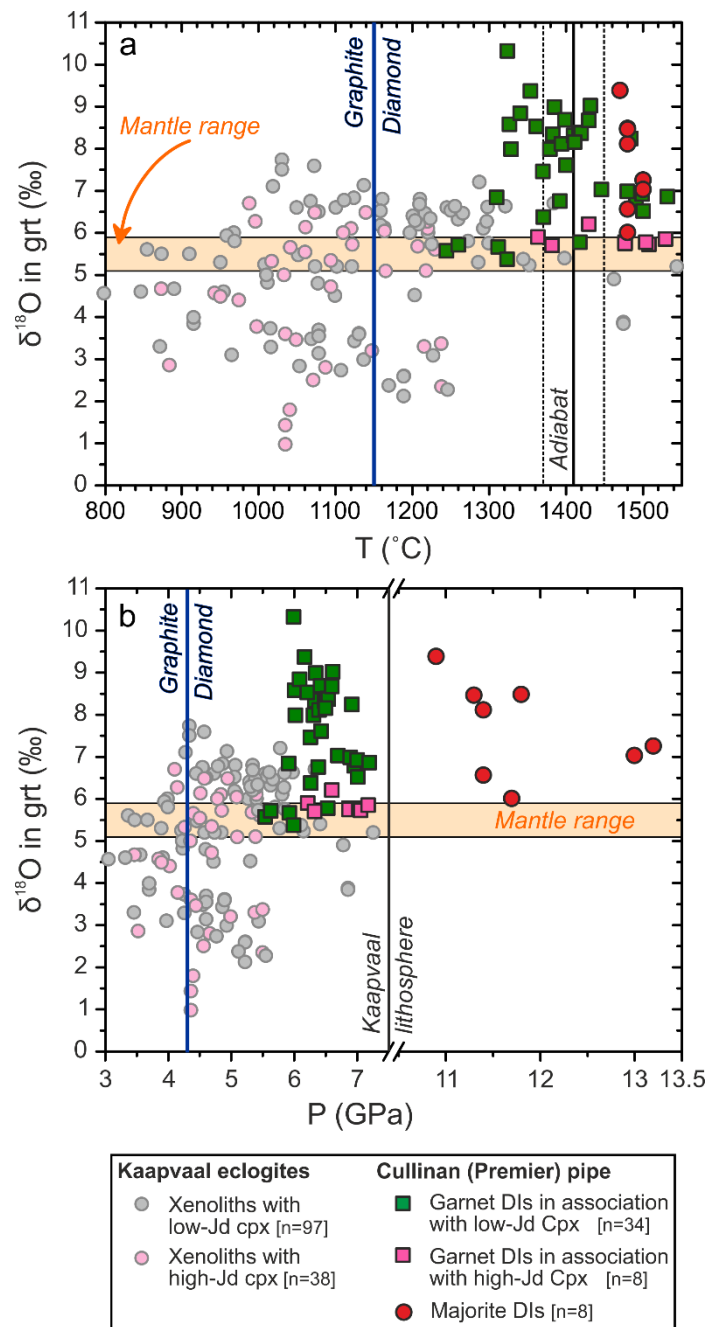 a
Graphite
Diamond
Mantle range
Adiabat
δ¹⁸O in grt (‰)
11
10
9
8
7
6
5
4
3
2
1
0
800 900 1000 1100 1200 1300 1400 1500
T (˚C)
b
Graphite
Diamond
Mantle range
Kaapvaal
lithosphere
δ¹⁸O in grt (‰)
11
10
9
8
7
6
5
4
3
2
1
0
3 4 5 6 7 11 12 13 13.5
P (GPa)
Kaapvaal eclogites
Xenoliths with
low-Jd cpx [n=97]
Xenoliths with
high-Jd cpx [n=38]
Cullinan (Premier) pipe
Garnet DIs in association
with low-Jd Cpx [n=34]
Garnet DIs in association
with high-Jd Cpx [n=8]
Majorite DIs [n=8]